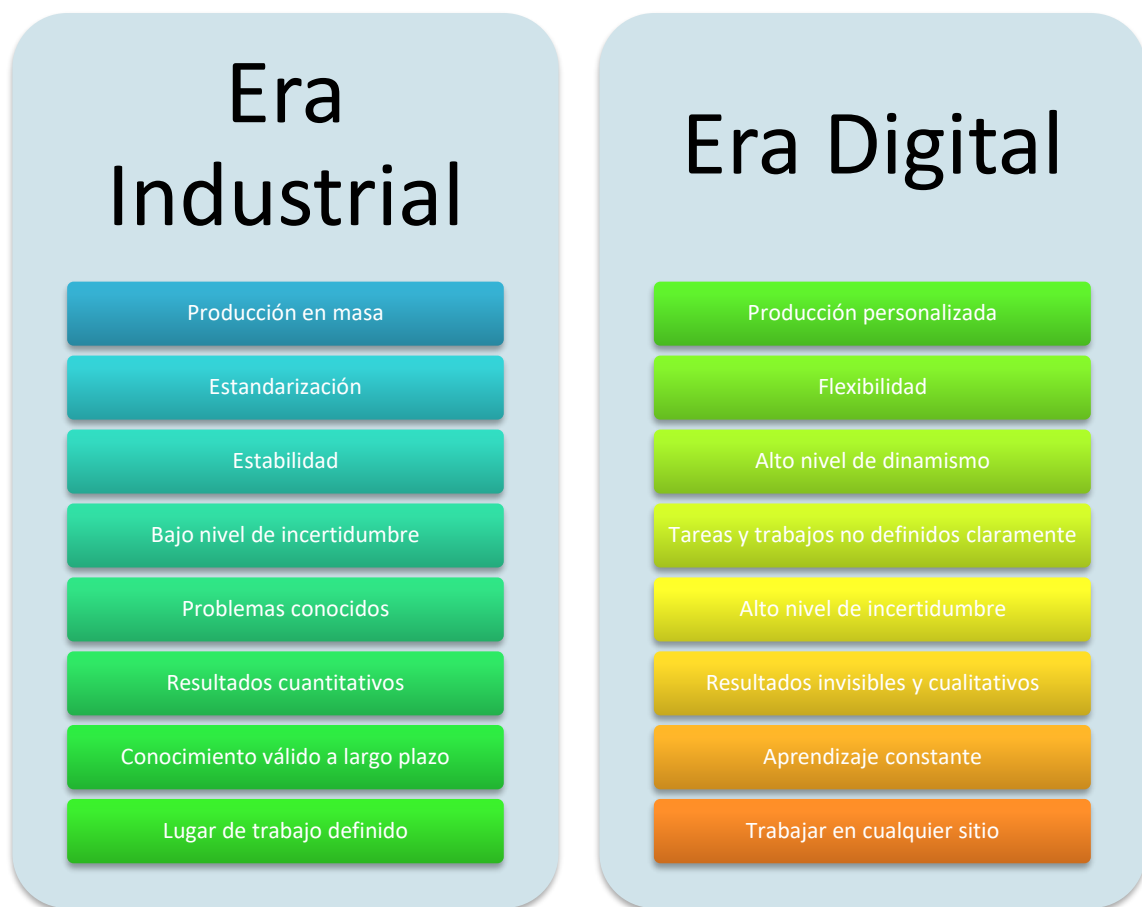 Era
Industrial
Producción en masa
Estandarización
Estabilidad
Bajo nivel de incertidumbre
Problemas conocidos
Resultados cuantitativos
Conocimiento válido a largo plazo
Lugar de trabajo definido
Era Digital
Producción personalizada
Flexibilidad
Alto nivel de dinamismo
Tareas y trabajos no definidos claramente
Alto nivel de incertidumbre
Resultados invisibles y cualitativos
Aprendizaje constante
Trabajar en cualquier sitio